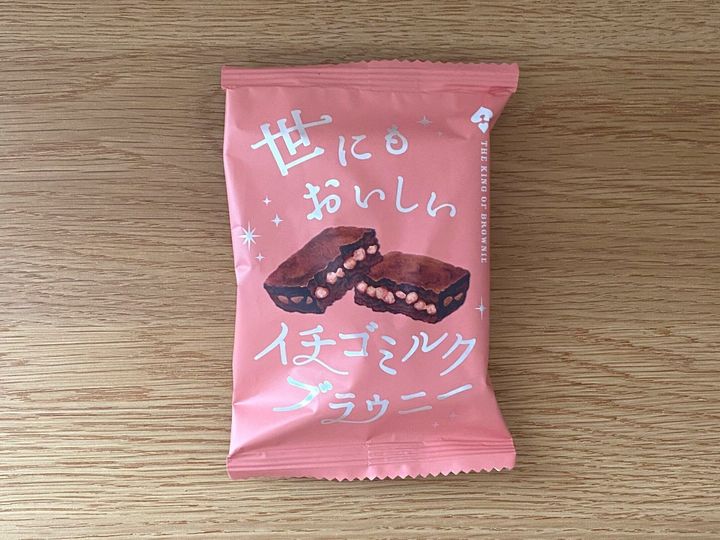 世にも
おいしい
イチゴミルク
ブラウニー
THE KING OF BROWNIE